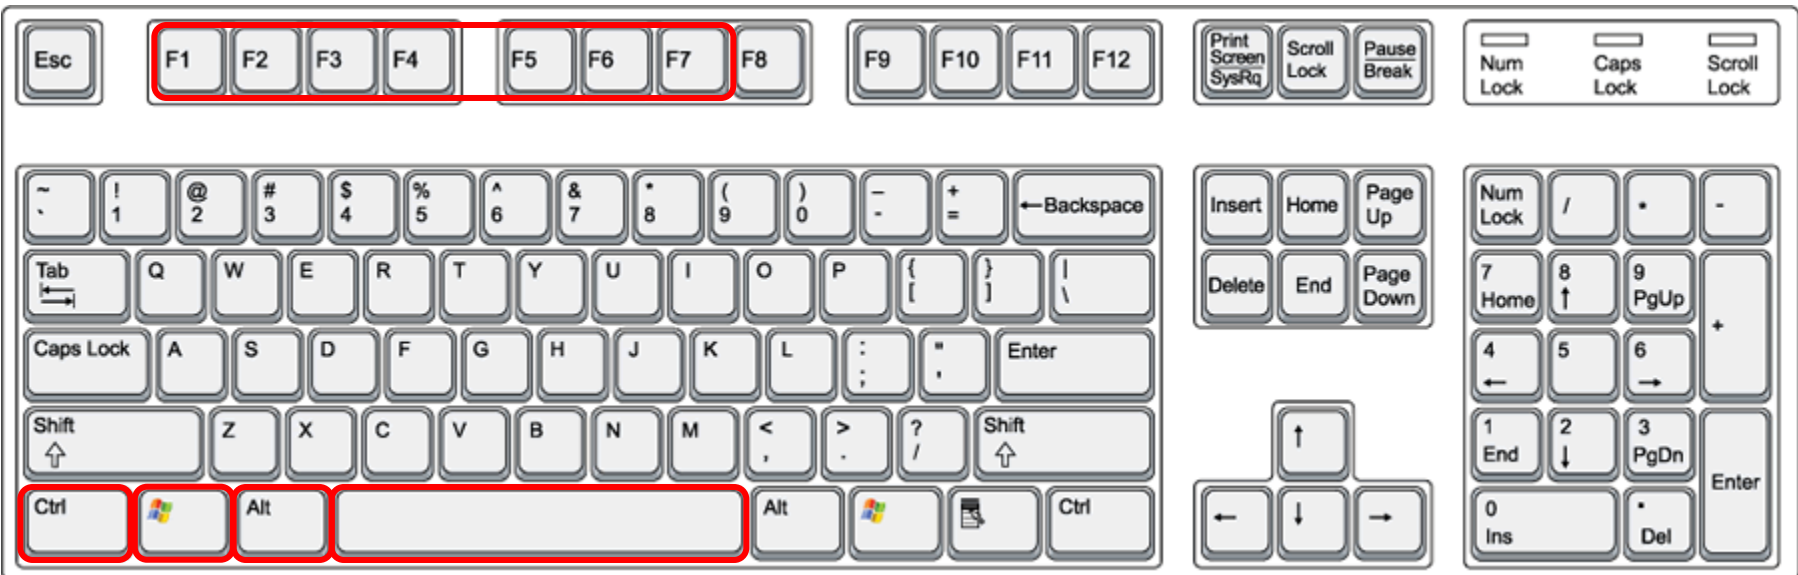 Esc F1 F2 F3 F4 F5 F6 F7 F8 F9 F10 F11 F12
Print
Screen
SysRq
Scroll
Lock
Pause
Break
Num
Lock
Caps
Lock
Scroll
Lock
~ ! @ # $ % ^ & * ( ) – +
` 1 2 3 4 5 6 7 8 9 0 - =
←Backspace
Insert Home
Page
Up
Num
Lock
/ * -
Tab Q W E R T Y U I O P { } |
[ ] \
Delete End
Page
Down
7 8 9
Home ↑ PgUp
+
Caps Lock A S D F G H J K L : " Enter
; '
4 5 6
← →
Shift Z X C V B N M < > ? Shift
⇧ , . / ⇧
↑
1 2 3
End ↓ PgDn
Enter
Ctrl Alt Alt Ctrl
← ↓ →
0 .
Ins Del